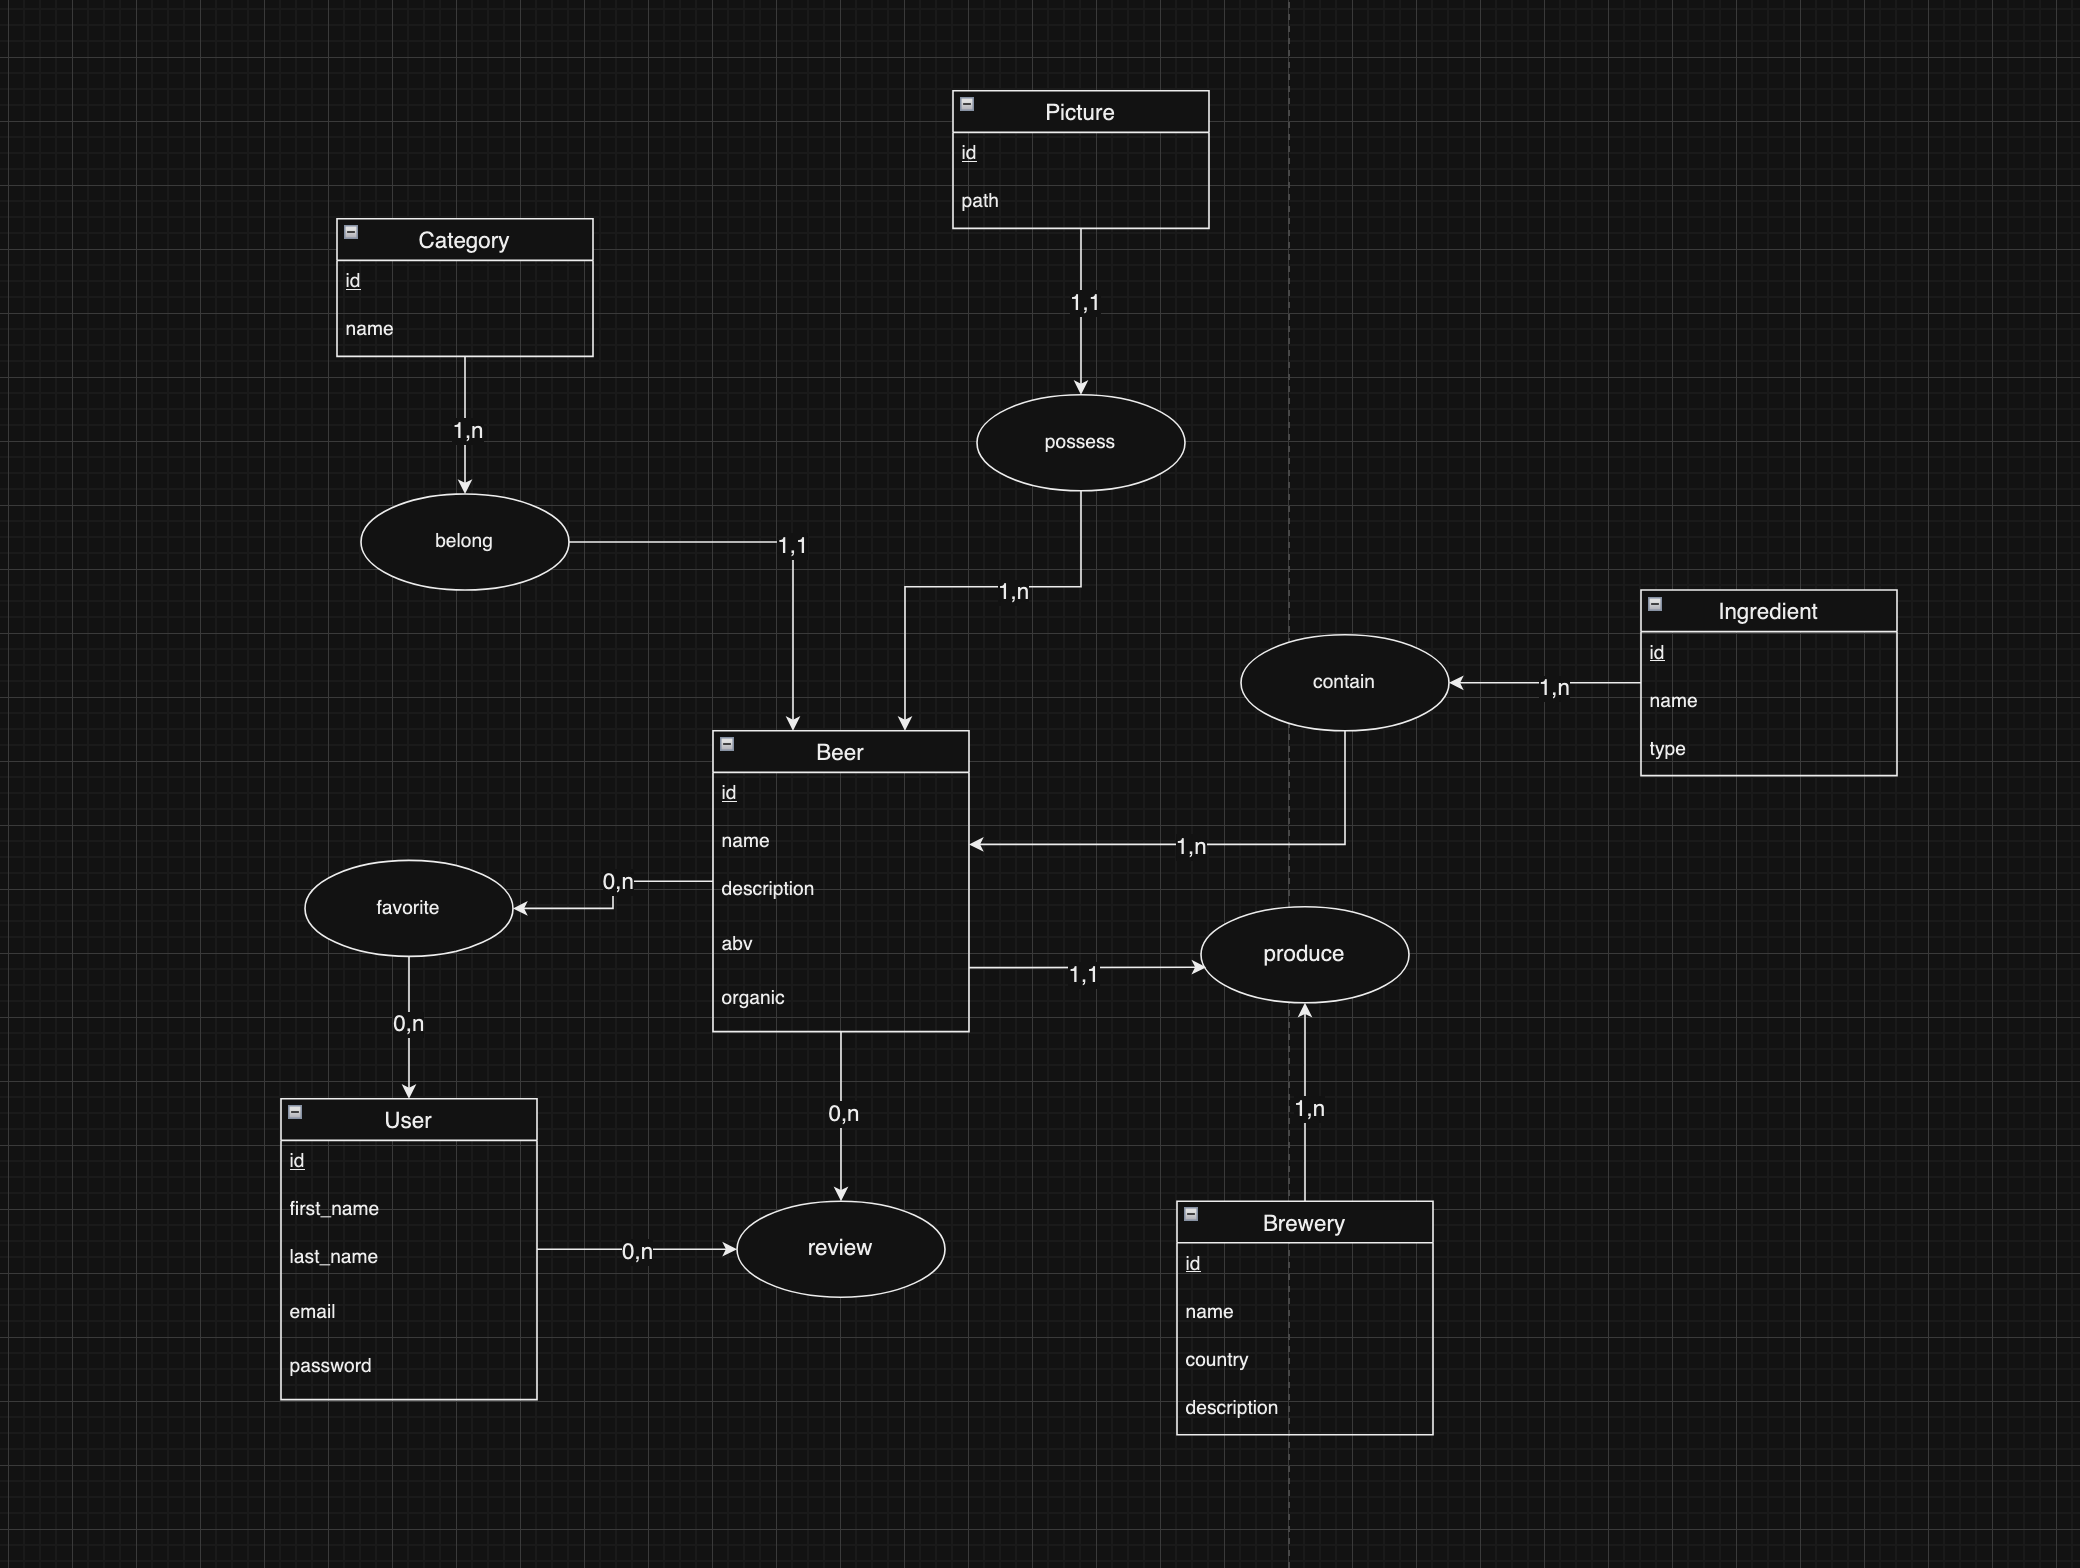 Picture
id
path
Category
id
name
1,1
1,n
possess
belong
1,1
1,n
Ingredient
id
name
type
contain
1,n
Beer
id
name
description
abv
organic
1,n
0,n
favorite
produce
1,1
0,n
User
id
first_name
last_name
email
password
0,n
1,n
0,n
review
Brewery
id
name
country
description